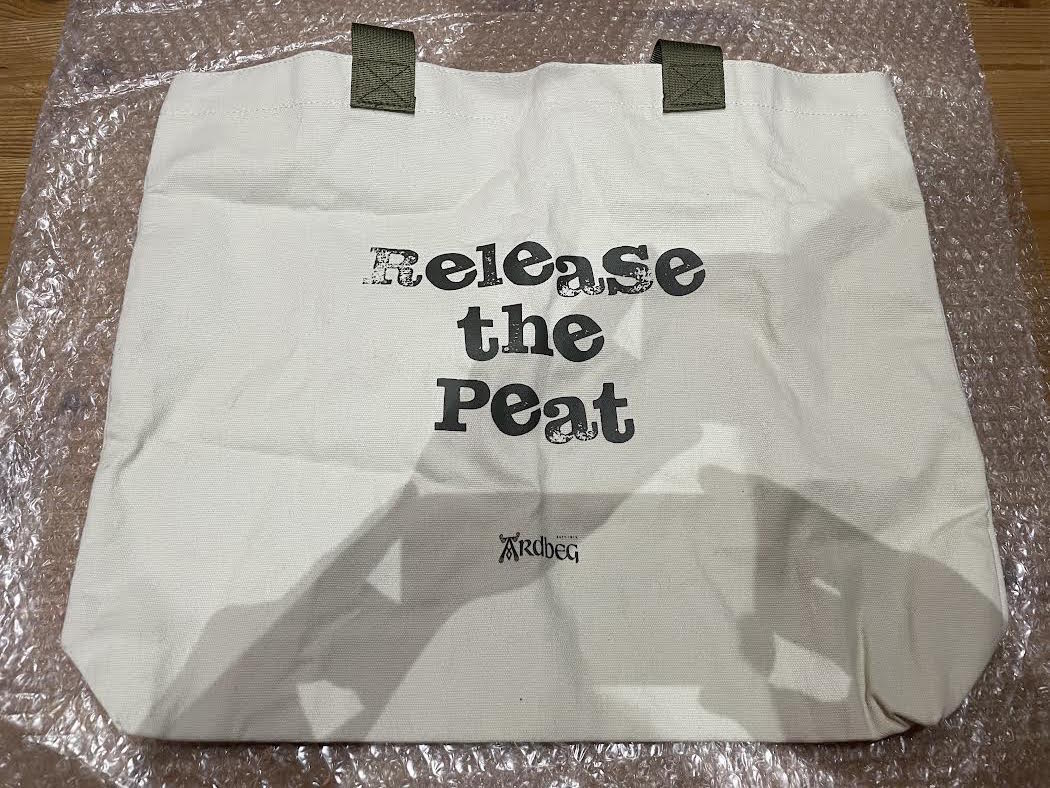 Release
the
Peat
ARdbeG